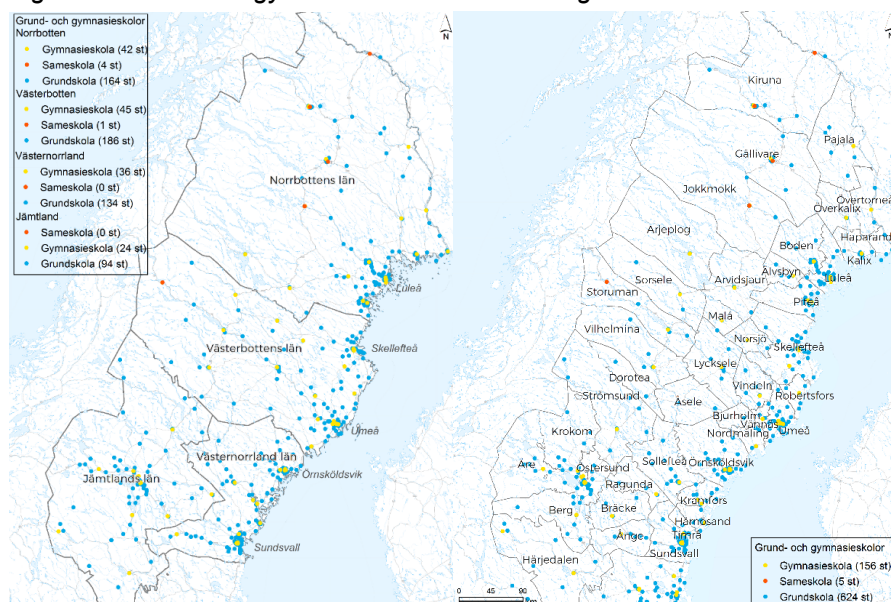 Grund- och gymnasieskolor
Norrbotten
Gymnasieskola (42 st)
Sameskola (4 st)
Grundskola (164 st)
Västerbotten
Gymnasieskola (45 st)
Sameskola (1 st)
Grundskola (186 st)
Västernorrland
Gymnasieskola (36 st)
Sameskola (0 st)
Grundskola (134 st)
Jämtland
Sameskola (0 st)
Gymnasieskola (24 st)
Grundskola (94 st)
N
Norrbottens län
Luleå
Västerbottens län
Skellefteå
Umeå
Västernorrland län
Örnsköldsvik
Jämtlands län
Sundsvall
N
Kiruna
Pajala
Gällivare
Jokkmokk
Övertorneå
Överkalix
Arjeplog
Haparand
Boden
Kalix
Älvsbyn
Luleå
Sorsele
Arvidsjaur
Storuman
Piteå
Malå
Vilhelmina
Norsjö
Skellefteå
Lycksele
Dorotea
Vindeln
Strömsund
Åsele
Robertsfors
Bjurholm
Vännäs
Umeå
Krokom
Nordmaling
Åre
Östersund
Sollefteå
Örnsköldsvik
Ragunda
Kramfors
Berg
Bräcke
Härnösand
Ånge
Timrå
Sundsvall
Härjedalen
0 45 90
Grund- och gymnasieskolor
Gymnasieskola (156 st)
Sameskola (5 st)
Grundskola (624 st)